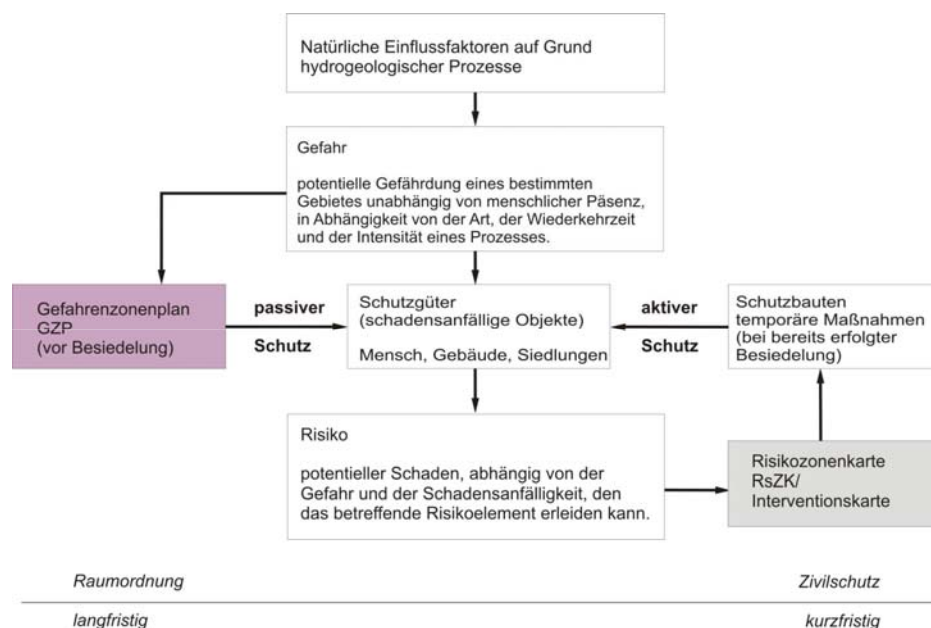 Natürliche Einflussfaktoren auf Grund
hydrogeologischer Prozesse
Gefahr
potentielle Gefährdung eines bestimmten
Gebietes unabhängig von menschlicher Päsenz,
in Abhängigkeit von der Art, der Wiederkehrzeit
und der Intensität eines Prozesses.
Gefahrenzonenplan
GZP
(vor Besiedelung)
passiver
Schutz
Schutzgüter
(schadensanfällige Objekte)
Mensch, Gebäude, Siedlungen
aktiver
Schutz
Schutzbauten
temporäre Maßnahmen
(bei bereits erfolgter
Besiedelung)
Risiko
potentieller Schaden, abhängig von der
Gefahr und der Schadensanfälligkeit, den
das betreffende Risikoelement erleiden kann.
Risikozonenkarte
RsZK/
Interventionskarte
Raumordnung
Zivilschutz
langfristig
kurzfristig